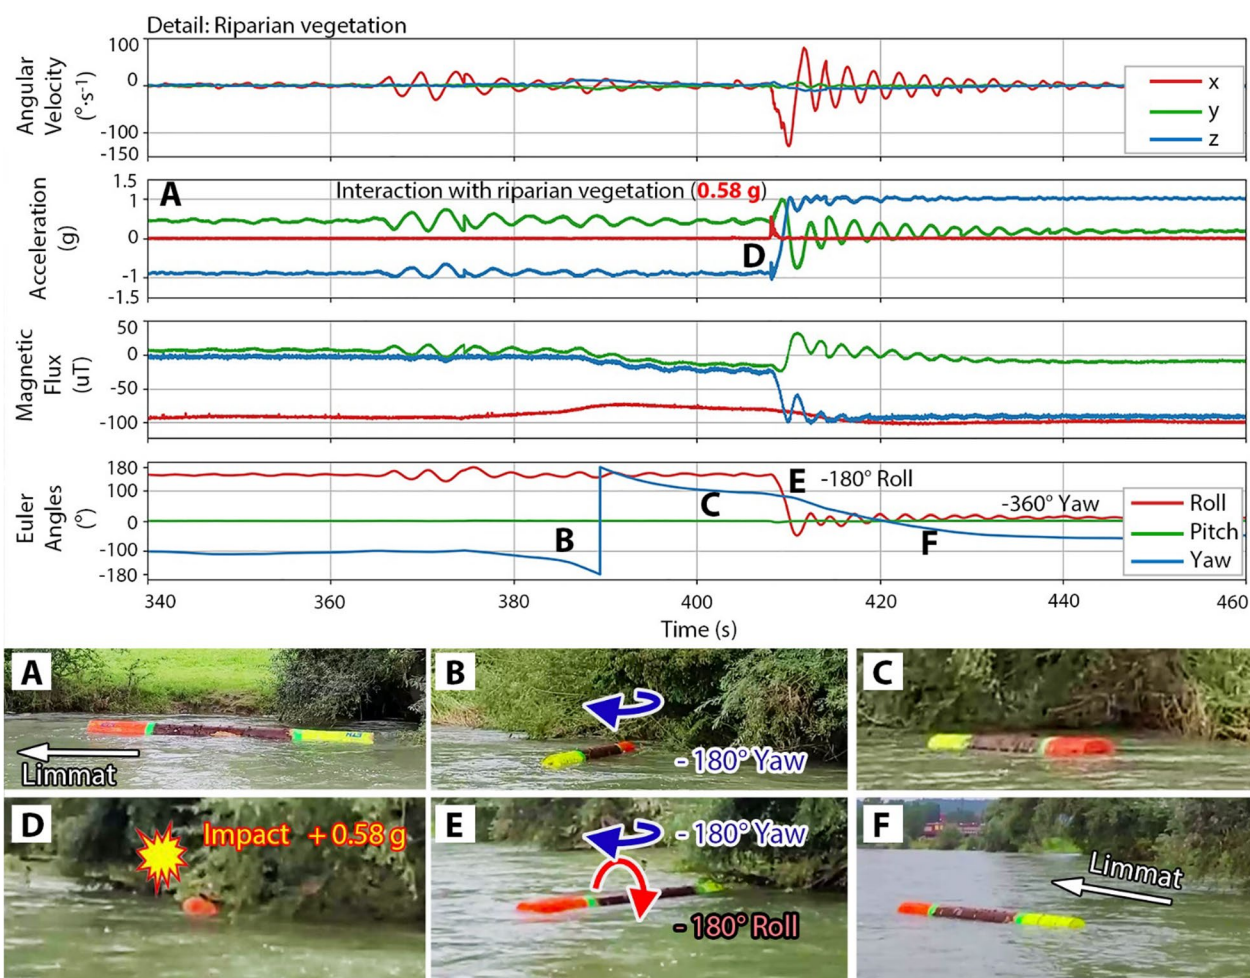 Detail: Riparian vegetation
Angular
Velocity
(°·s-1)
100
0
-100
-150
x
y
z
Acceleration
(g)
1.5
1
0
-1
-1.5
A
Interaction with riparian vegetation (0.58 g)
D
Magnetic
Flux
(uT)
50
0
-50
-100
Euler
Angles
(°)
180
100
0
-100
-180
B
C
E
-180° Roll
-360° Yaw
F
Roll
Pitch
Yaw
340
360
380
400
420
440
460
Time (s)
A
Limmat
B
- 180° Yaw
C
D
Impact + 0.58 g
E
- 180° Yaw
- 180° Roll
F
Limmat